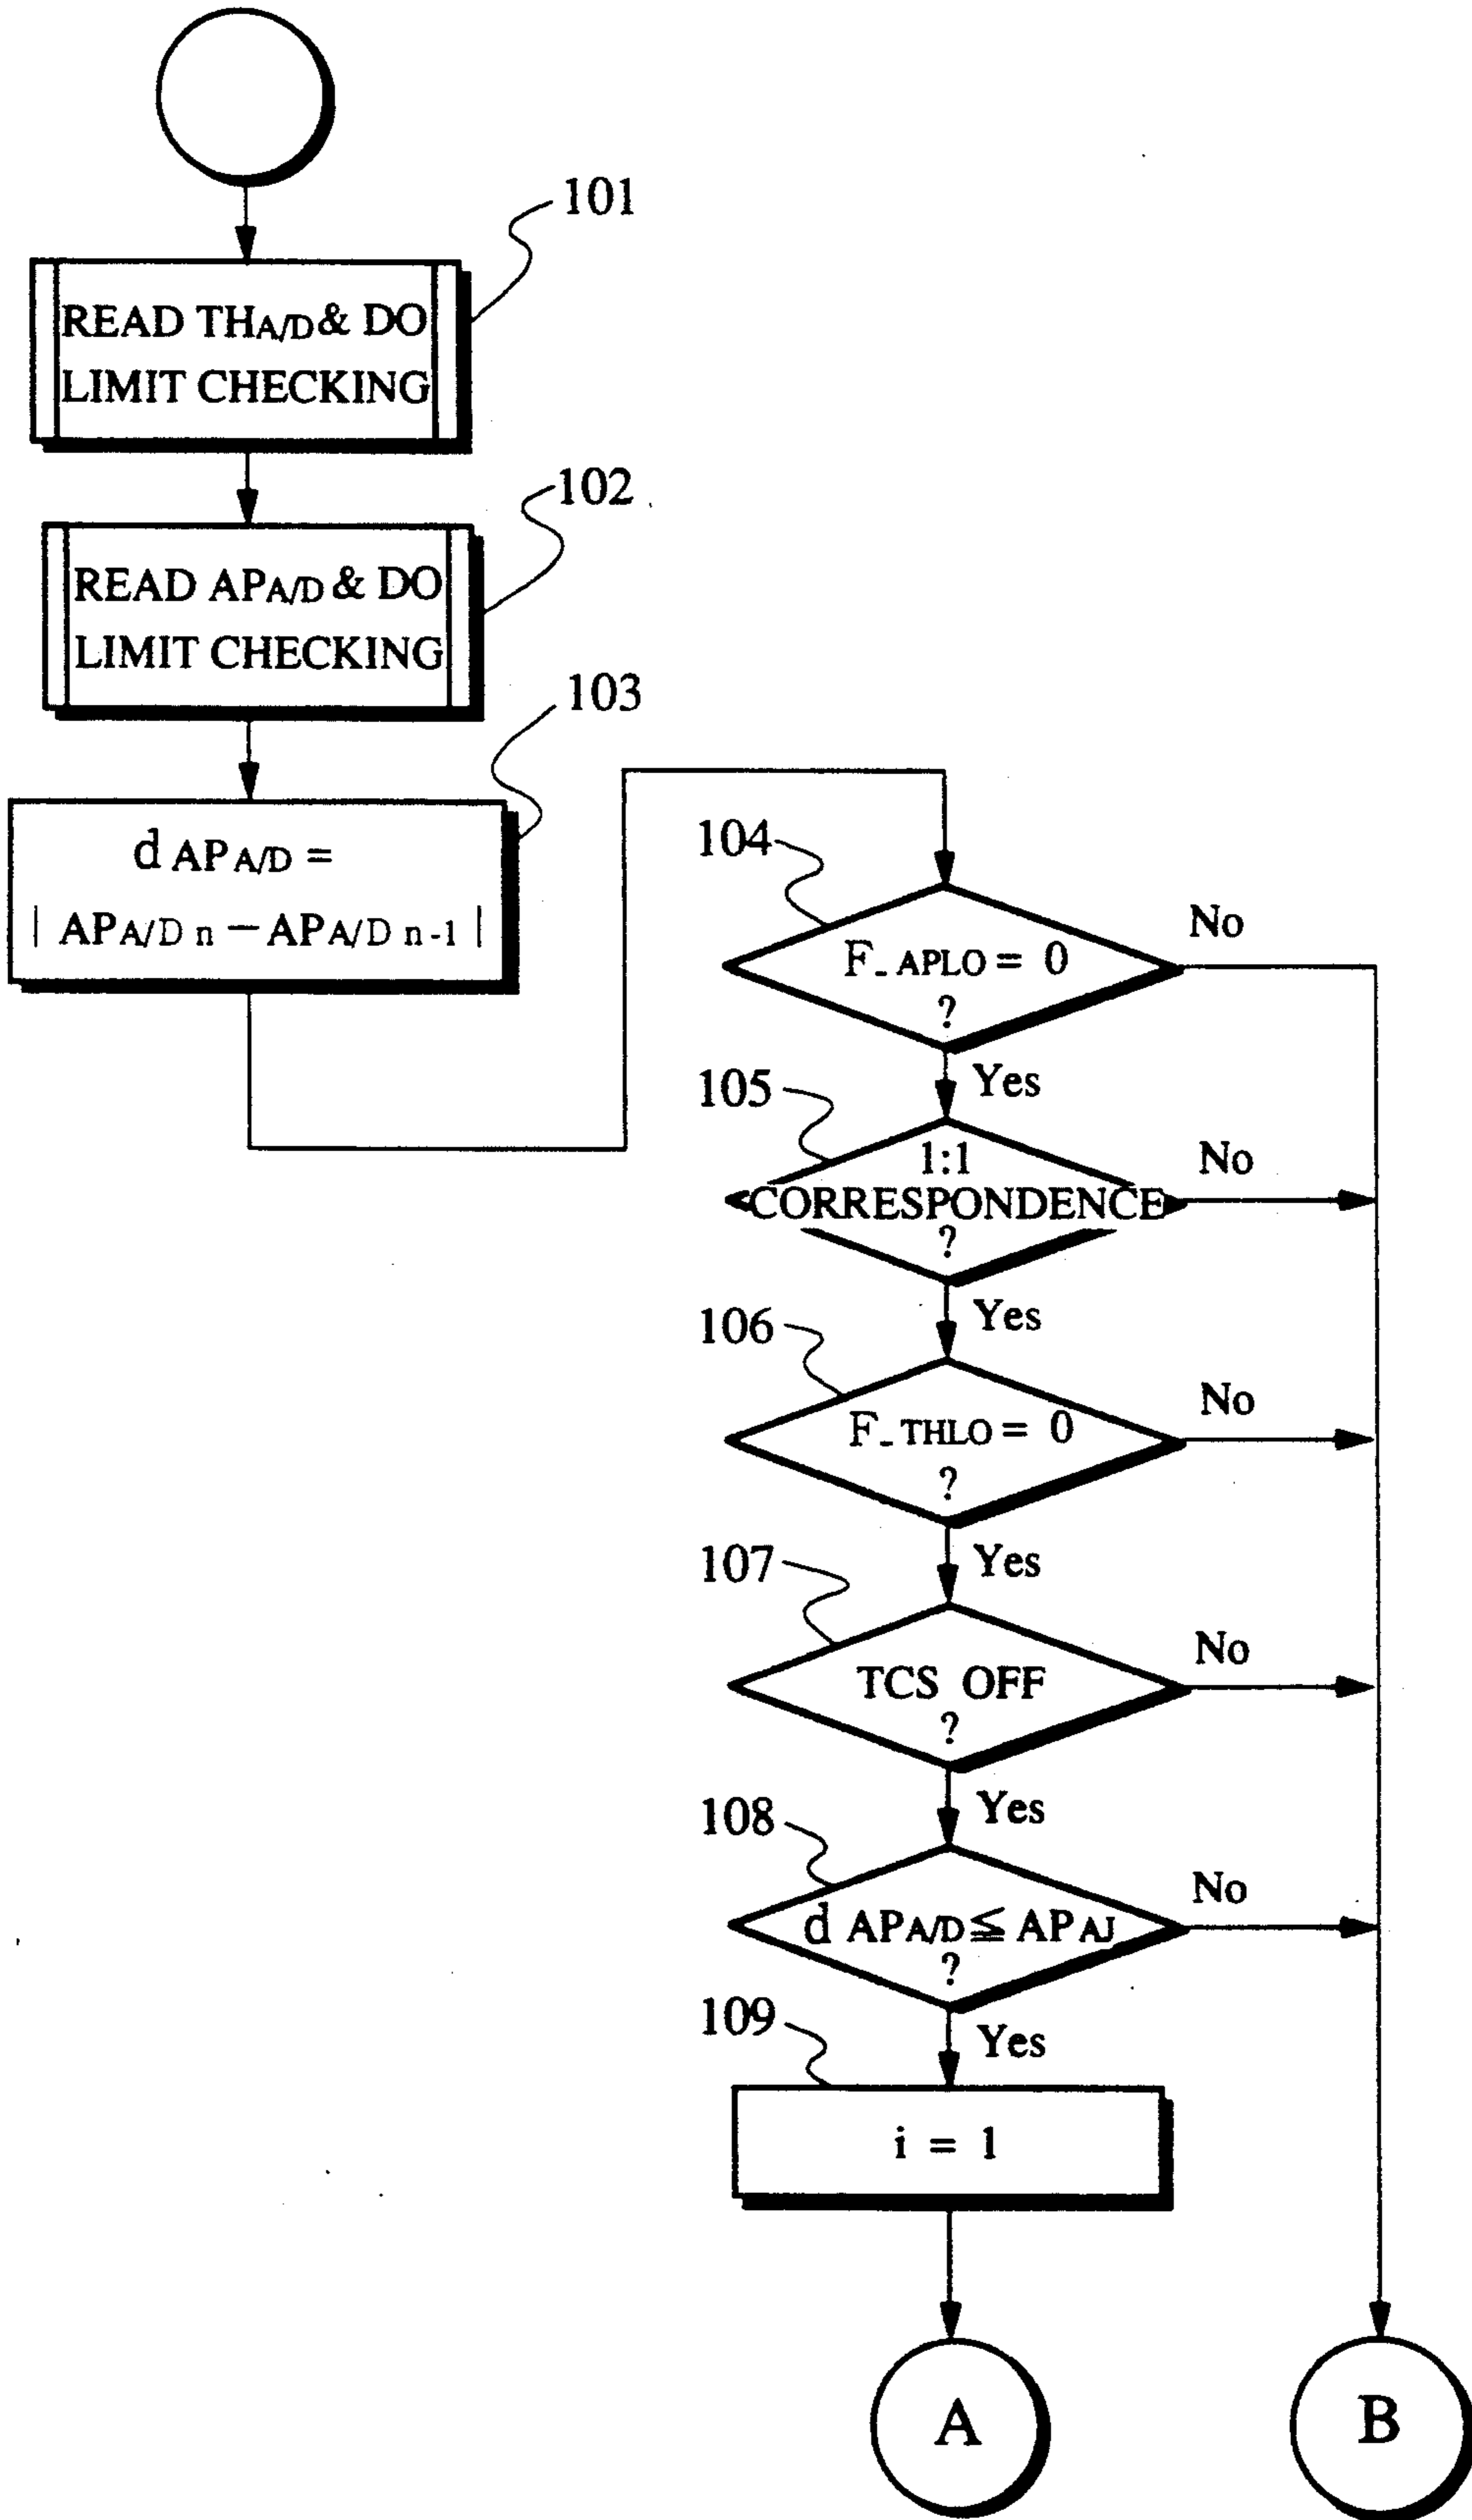 101
READ THA/D & DO
LIMIT CHECKING
102
READ APA/D & DO
LIMIT CHECKING
103
d APA/D =
| APA/D n – APA/D n-1 |
104
F_APLO = 0
?
No
Yes
105
1:1
CORRESPONDENCE
?
No
Yes
106
F_THLO = 0
?
No
Yes
107
TCS OFF
?
No
Yes
108
d APA/D ≦ APAJ
?
No
Yes
109
i = 1
A
B